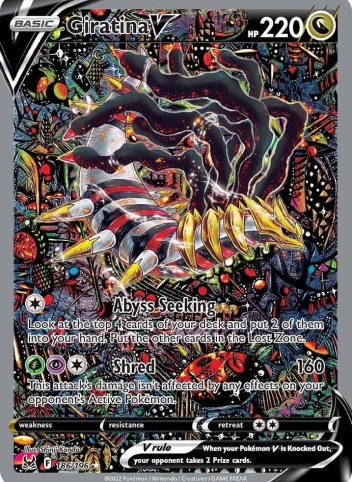 BASIC Giratina V HP 220
Abyss Seeking
Look at the top 4 cards of your deck and put 2 of them
into your hand. Put the other cards in the Lost Zone.
Shred 160
This attack's damage isn't affected by any effects on your
opponent's Active Pokémon.
weakness resistance retreat
Illus. Shinji Kanda
F 186/196
V rule When your Pokémon V is Knocked Out,
your opponent takes 2 Prize cards.
©2022 Pokémon / Nintendo / Creatures / GAME FREAK